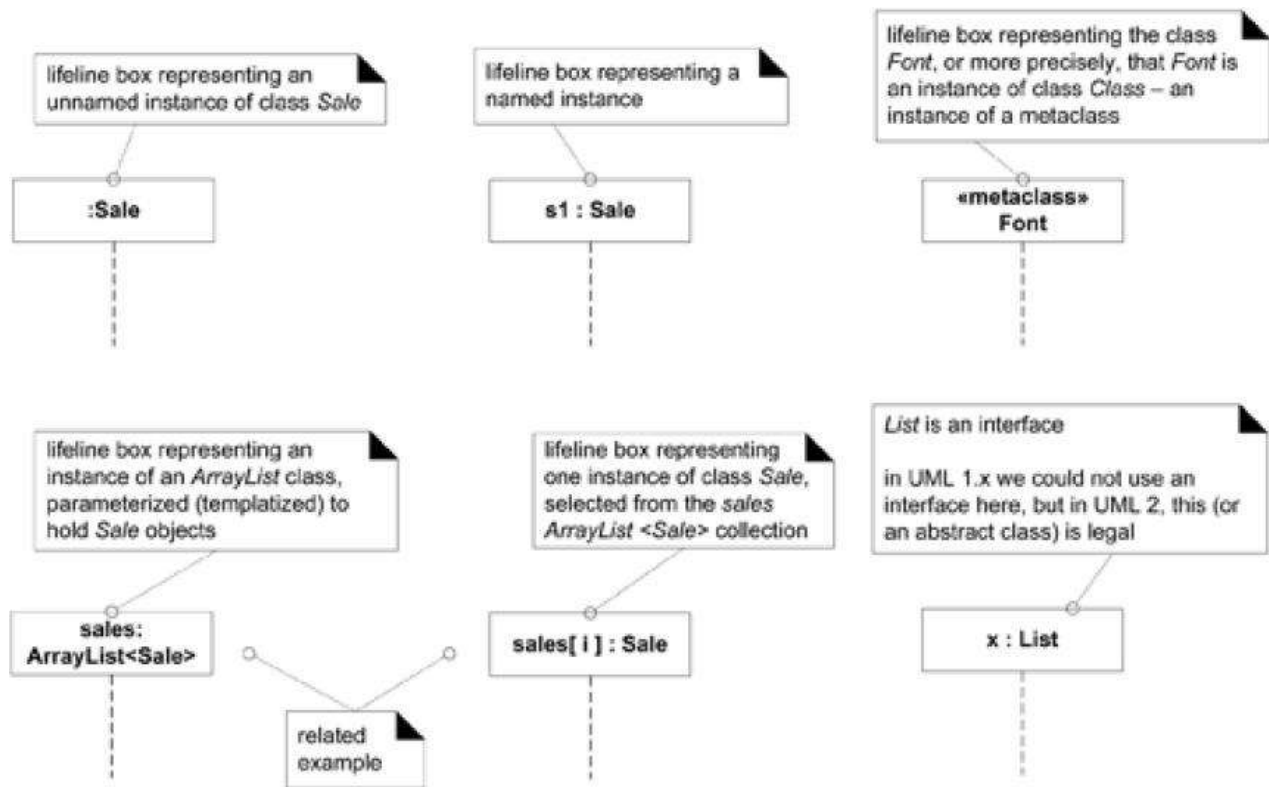 lifeline box representing an
unnamed instance of class Sale
:Sale
lifeline box representing a
named instance
s1 : Sale
lifeline box representing the class
Font, or more precisely, that Font is
an instance of class Class – an
instance of a metaclass
«metaclass»
Font
lifeline box representing an
instance of an ArrayList class,
parameterized (templatized) to
hold Sale objects
sales:
ArrayList<Sale>
related
example
lifeline box representing
one instance of class Sale,
selected from the sales
ArrayList <Sale> collection
sales[ i ] : Sale
List is an interface
in UML 1.x we could not use an
interface here, but in UML 2, this (or
an abstract class) is legal
x : List